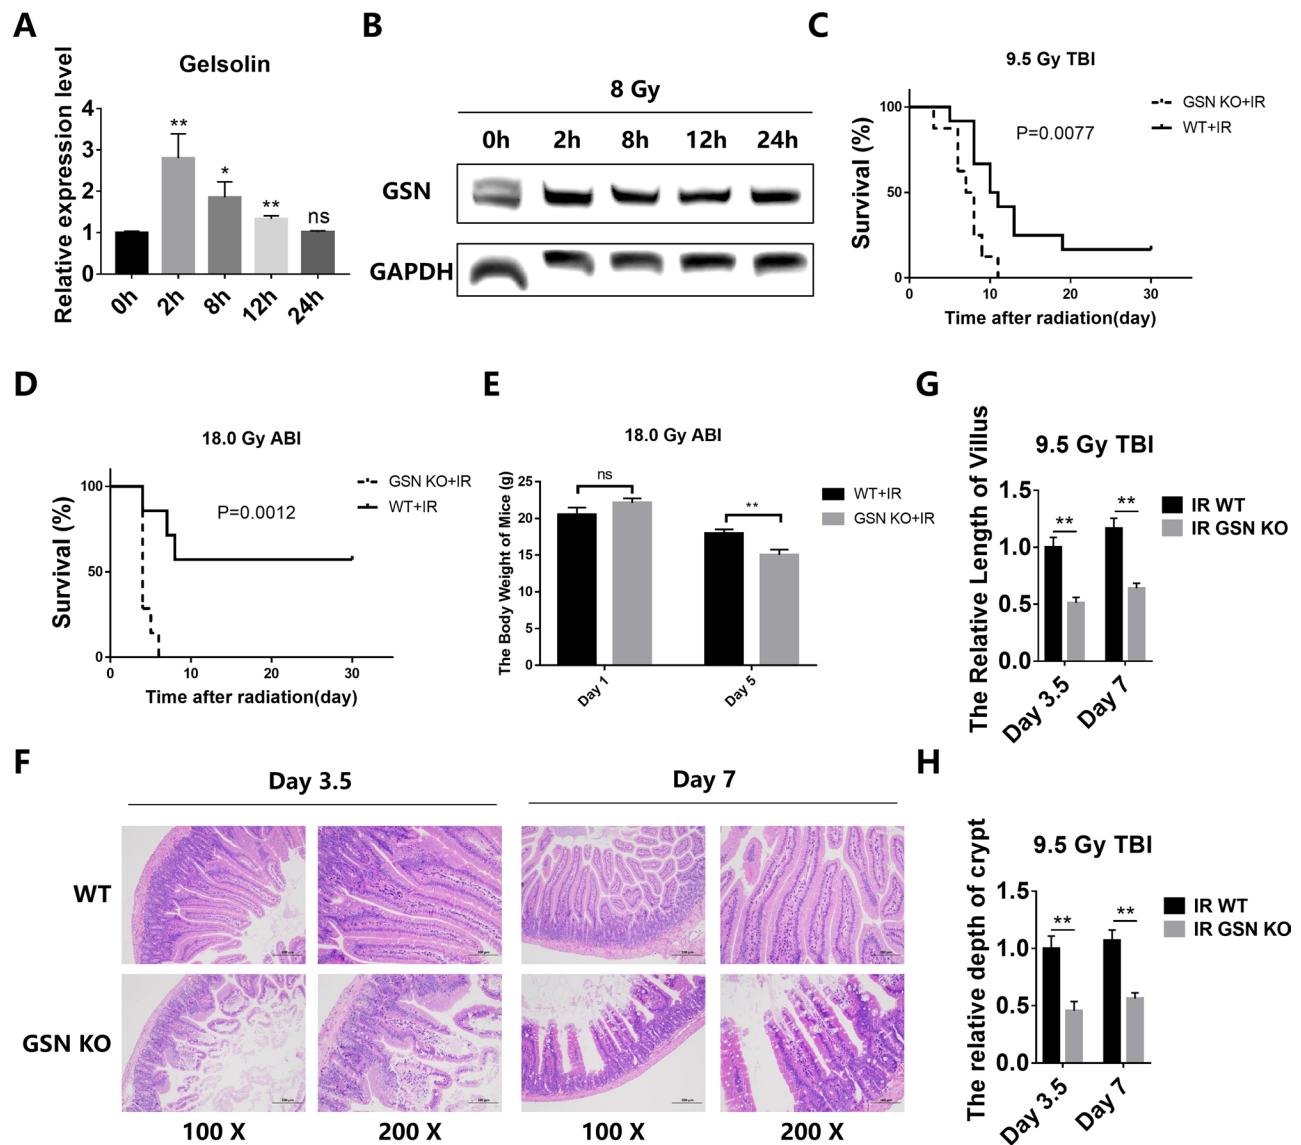 A
Gelsolin
Relative expression level
4
3
2
1
0
**
*
**
ns
0h
2h
8h
12h
24h
B
8 Gy
0h 2h 8h 12h 24h
GSN
GAPDH
C
9.5 Gy TBI
Survival (%)
100
50
0
P=0.0077
GSN KO+IR
WT+IR
0 10 20 30
Time after radiation(day)
D
18.0 Gy ABI
Survival (%)
100
50
0
P=0.0012
GSN KO+IR
WT+IR
0 10 20 30
Time after radiation(day)
E
18.0 Gy ABI
The Body Weight of Mice (g)
25
20
15
10
5
0
ns
**
WT+IR
GSN KO+IR
Day 1
Day 5
G
9.5 Gy TBI
The Relative Length of Villus
1.5
1.0
0.5
0.0
**
**
IR WT
IR GSN KO
Day 3.5
Day 7
F
Day 3.5 Day 7
WT
GSN KO
100 X 200 X 100 X 200 X
H
9.5 Gy TBI
The relative depth of crypt
1.5
1.0
0.5
0.0
**
**
IR WT
IR GSN KO
Day 3.5
Day 7